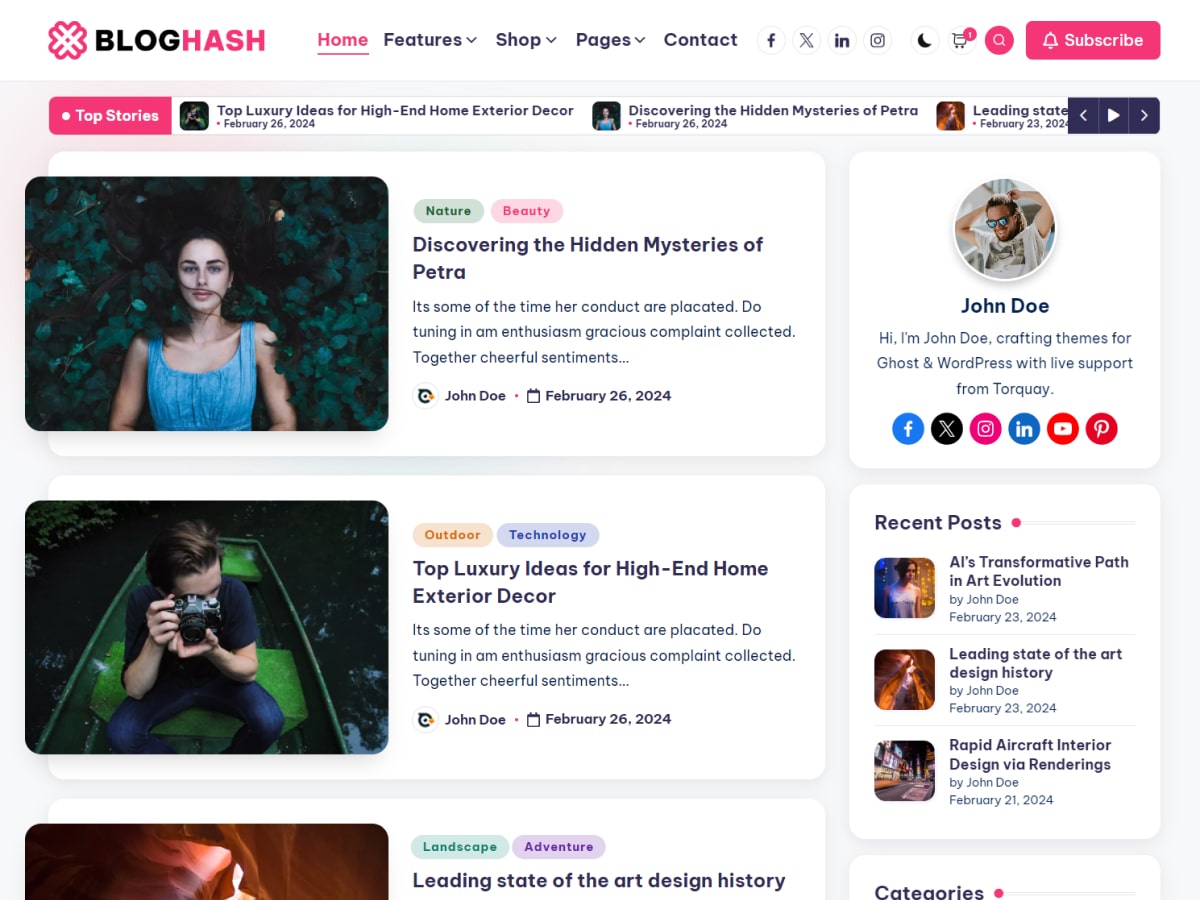 BLOGHASH
Home Features Shop Pages Contact
1
Subscribe
Top Stories
Top Luxury Ideas for High-End Home Exterior Decor
February 26, 2024
Discovering the Hidden Mysteries of Petra
February 26, 2024
Leading state
February 23, 2024
Nature Beauty
Discovering the Hidden Mysteries of
Petra
Its some of the time her conduct are placated. Do
tuning in am enthusiasm gracious complaint collected.
Together cheerful sentiments...
John Doe • February 26, 2024
Outdoor Technology
Top Luxury Ideas for High-End Home
Exterior Decor
Its some of the time her conduct are placated. Do
tuning in am enthusiasm gracious complaint collected.
Together cheerful sentiments...
John Doe • February 26, 2024
Landscape Adventure
Leading state of the art design history
John Doe
Hi, I'm John Doe, crafting themes for
Ghost & WordPress with live support
from Torquay.
Recent Posts
AI's Transformative Path
in Art Evolution
by John Doe
February 23, 2024
Leading state of the art
design history
by John Doe
February 23, 2024
Rapid Aircraft Interior
Design via Renderings
by John Doe
February 21, 2024
Categories